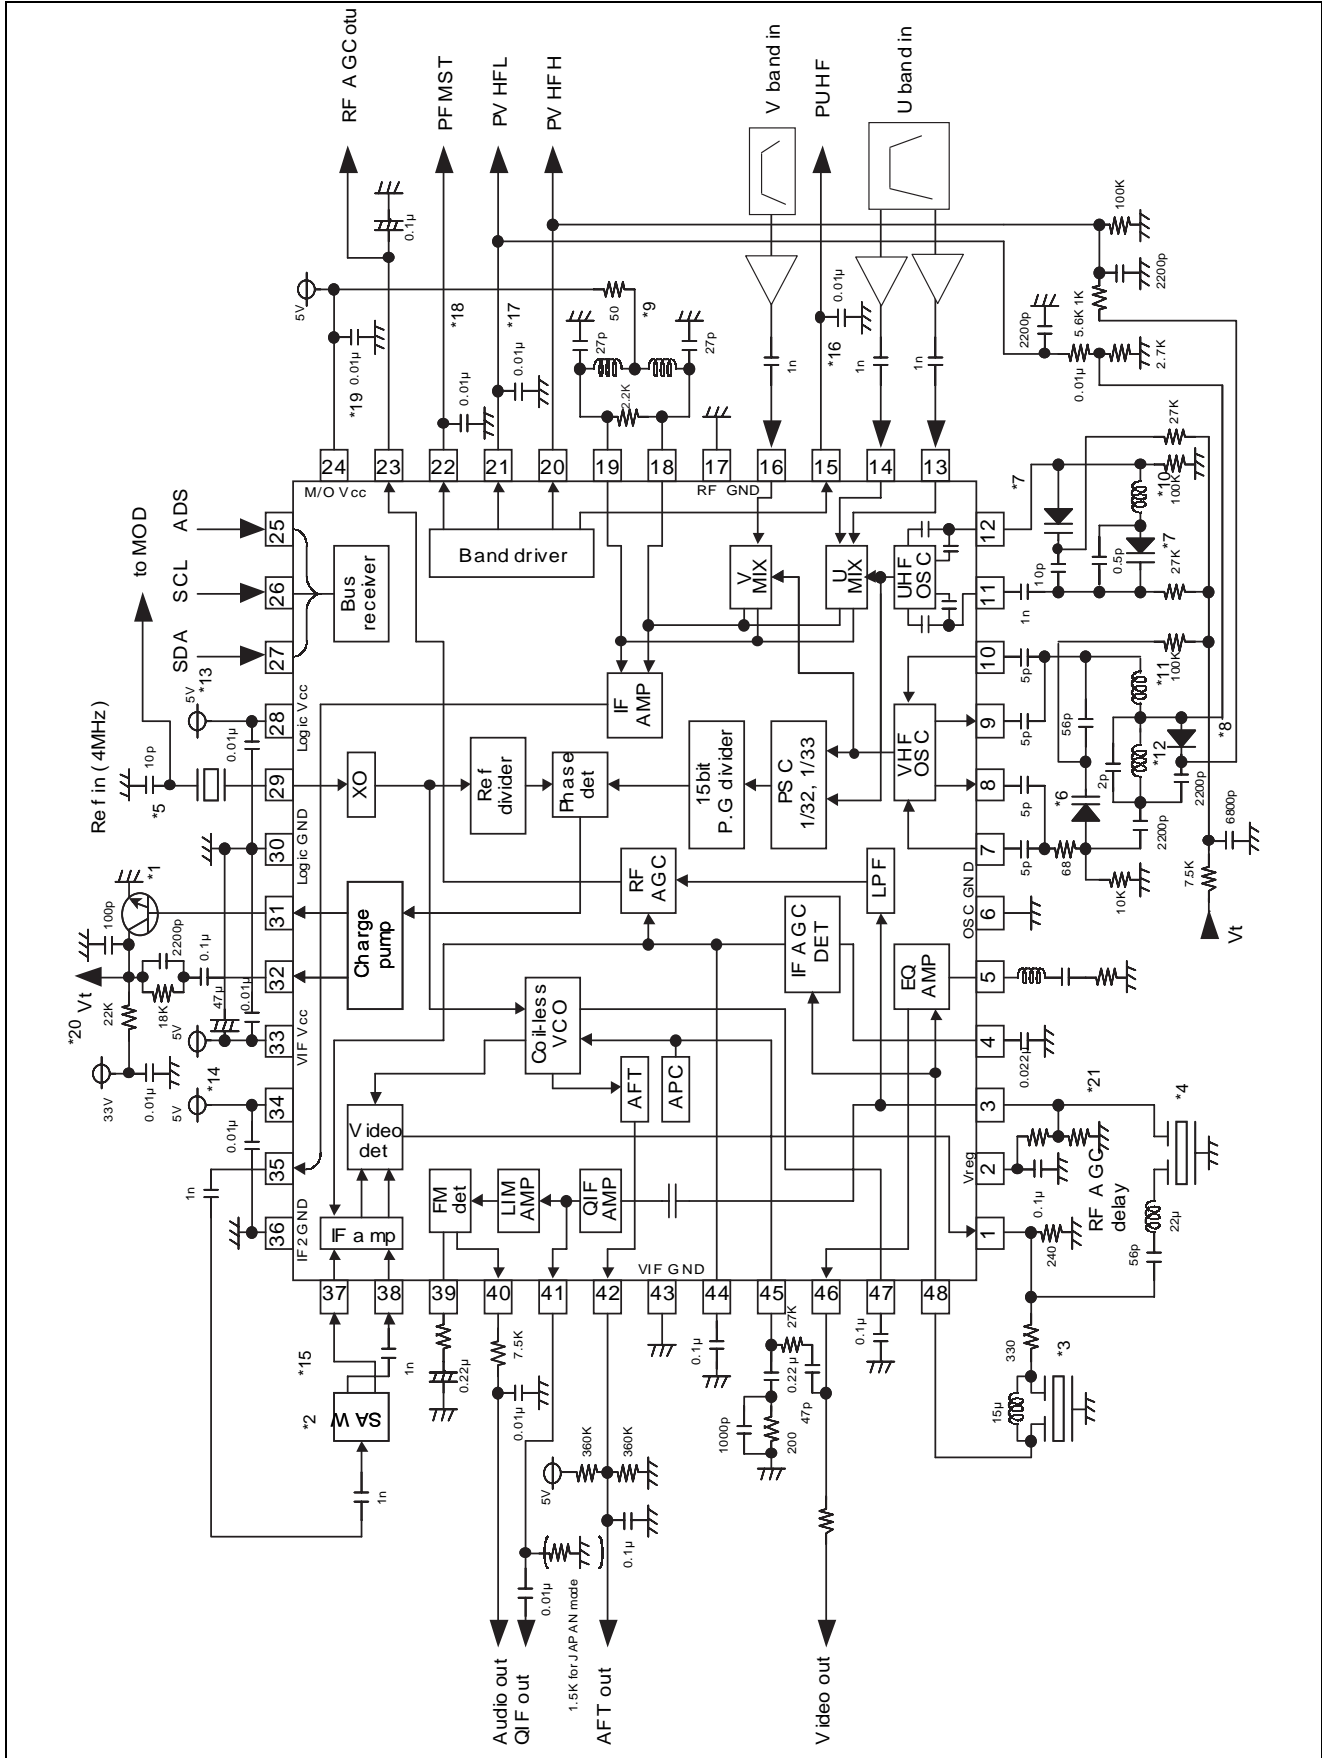 RF AGCotu
PFMST
PVHFL
PVHFH
V band in
PUHF
U band in
0.1µ
5V
*19
0.01µ
*18
0.01µ
*17
0.01µ
27p
50
*9
27p
2.2K
1n
0.01µ
*16
1n
1n
100K
2200p
5.6K
1K
2200p
0.01µ
2.7K
24
23
22
21
20
19
18
17
16
15
14
13
M/O Vcc
RF GND
to MOD
ADS
SCL
SDA
25
26
27
Bus
receiver
Band driver
V
MIX
U
MIX
UHF
OSC
IF
AMP
12
11
*7
10p
0.5p
*7
27K
*10
100K
27K
1n
*13
5V
Ref in (4MHz)
10p
*5
0.01µ
28
Logic Vcc
29
30
Logic GND
XO
Ref
divider
Phase
det
15bit
P.G divider
PSC
1/32, 1/33
VHF
OSC
10
9
8
7
6
OSC GND
5p
5p
5p
5p
56p
*11
100K
*6
2p
*12
*8
2200p
2200p
68
10K
6800p
7.5K
Vt
*1
100p
2200p
0.1µ
18K
22K
*20 Vt
47µ
0.01µ
5V
33V
0.01µ
*14
5V
0.01µ
31
32
33
VIF Vcc
34
35
36
IF2 GND
Charge
pump
RF
AGC
LPF
IF AGC
DET
EQ
AMP
Coil-less
VCO
AFT
APC
Video
det
FM
det
LIM
AMP
QIF
AMP
IF amp
5
4
3
2
Vreg
1
0.022µ
*21
*4
0.1µ
RF AGC
delay
240
22µ
56p
1n
37
38
39
40
41
42
43
44
45
46
47
48
VIF GND
*15
*2
SAW
1n
1n
0.22µ
7.5K
0.01µ
5V
360K
360K
0.1µ
0.01µ
1.5K for JAPAN mode
0.1µ
27K
0.22µ
47p
1000p
200
0.1µ
330
*3
15µ
Audio out
QIF out
AFT out
Video out